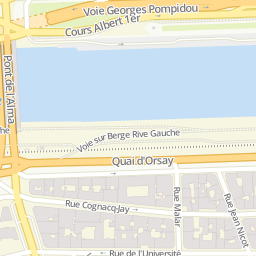 Voie Georges Pompidou
Cours Albert 1er
Pont de l'Alma
Voie sur Berge Rive Gauche
Quai d'Orsay
Rue Cognacq-Jay
Rue Malar
Rue Jean Nicot
Rue de l'Université